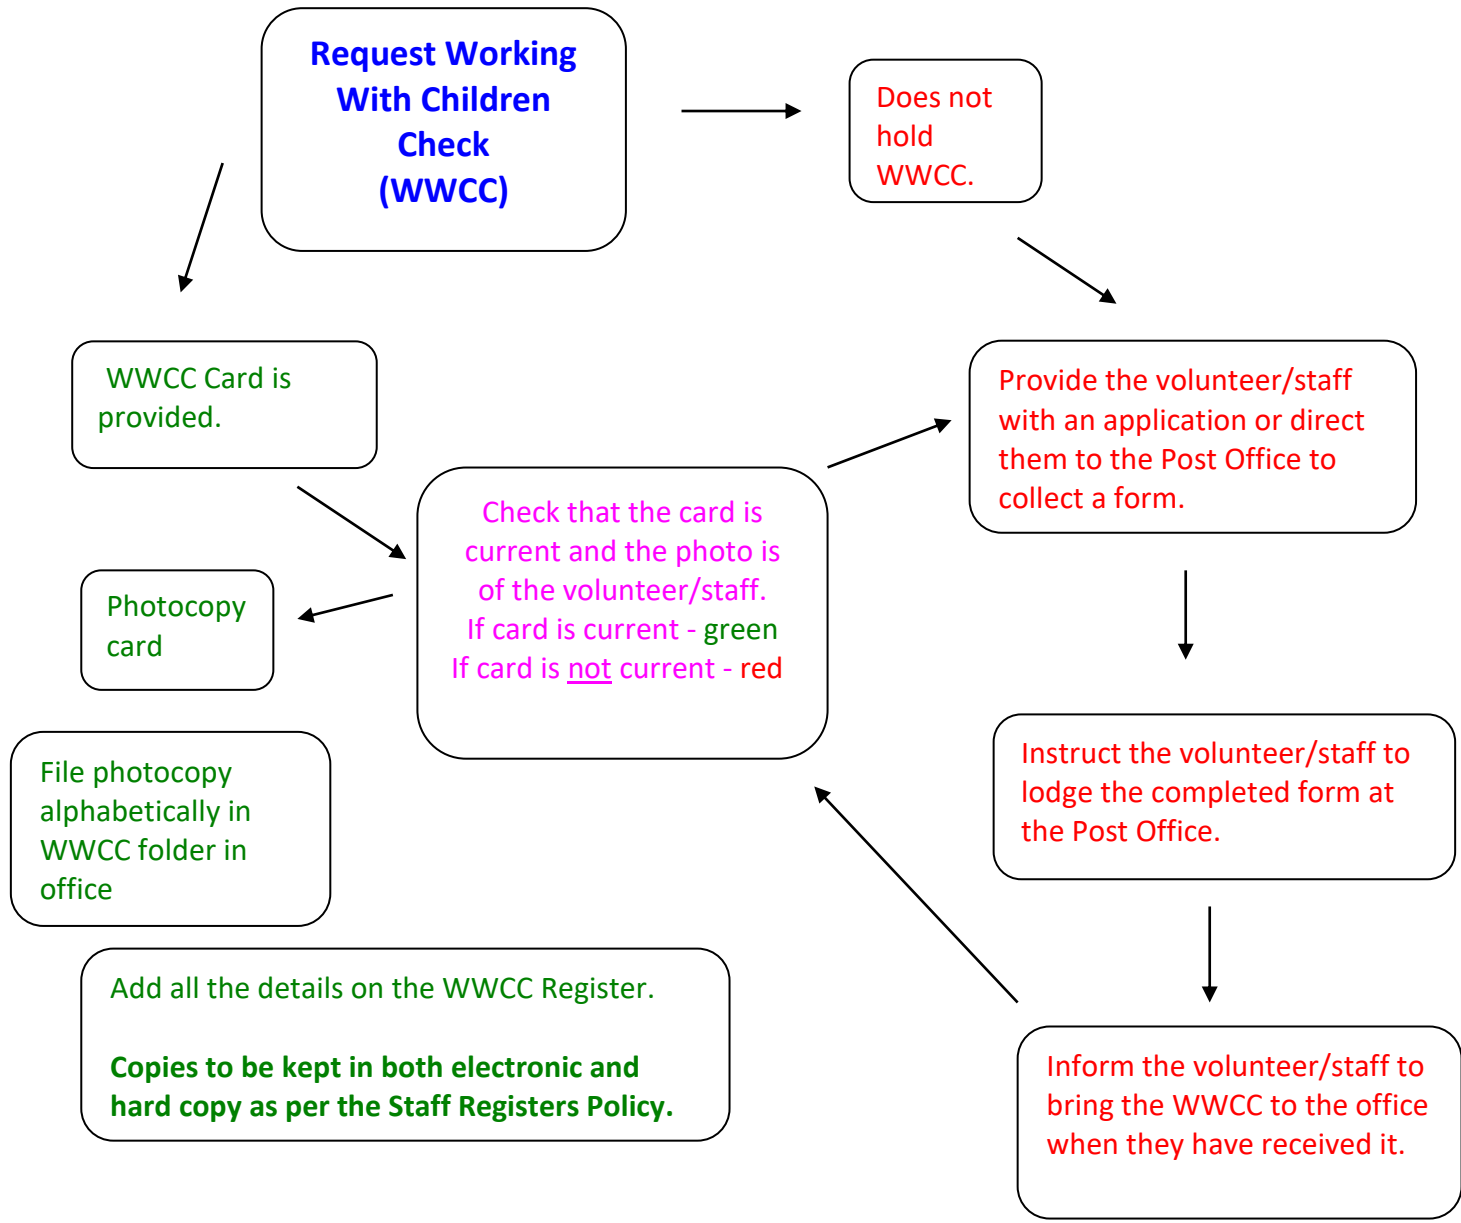 Request Working
With Children
Check
(WWCC)
Does not
hold
WWCC.
WWCC Card is
provided.
Provide the volunteer/staff
with an application or direct
them to the Post Office to
collect a form.
Check that the card is
current and the photo is
of the volunteer/staff.
If card is current - green
If card is not current - red
Photocopy
card
Instruct the volunteer/staff to
lodge the completed form at
the Post Office.
File photocopy
alphabetically in
WWCC folder in
office
Add all the details on the WWCC Register.
Copies to be kept in both electronic and
hard copy as per the Staff Registers Policy.
Inform the volunteer/staff to
bring the WWCC to the office
when they have received it.